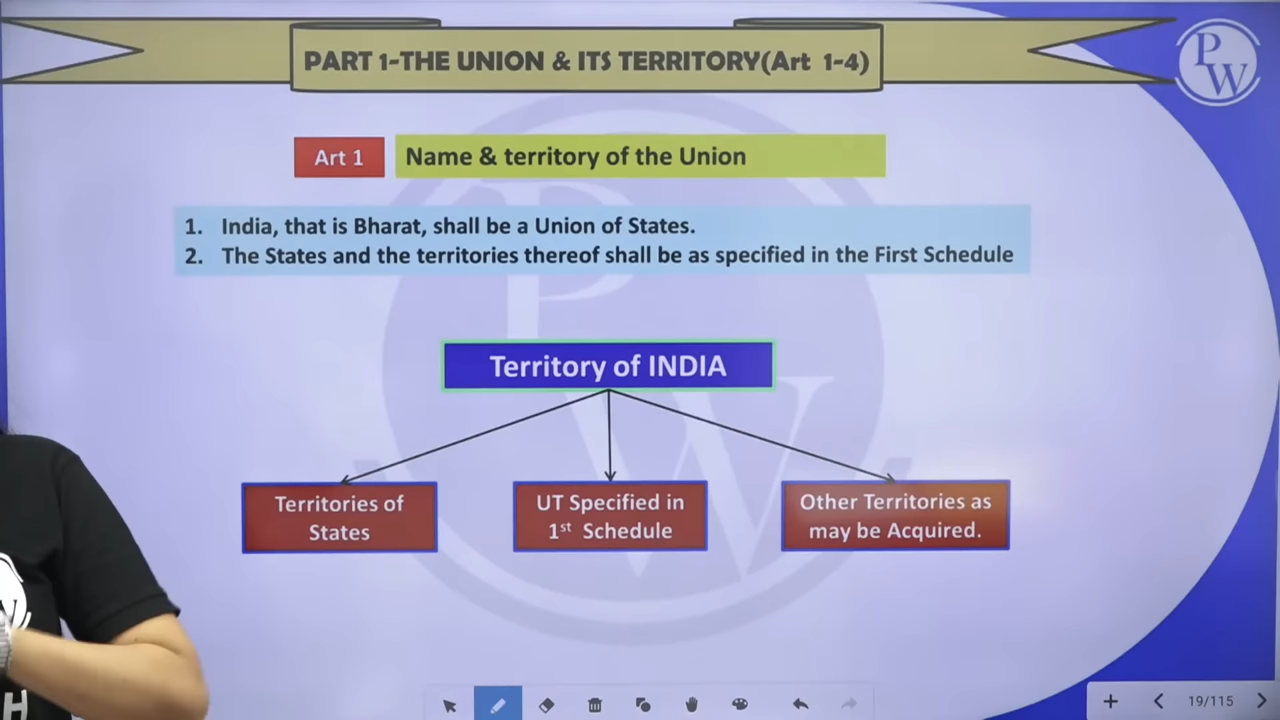 PART 1-THE UNION & ITS TERRITORY(Art 1-4)
PW
Art 1
Name & territory of the Union
1. India, that is Bharat, shall be a Union of States.
2. The States and the territories thereof shall be as specified in the First Schedule
Territory of INDIA
Territories of
States
UT Specified in
1st Schedule
Other Territories as
may be Acquired.
H
19/115